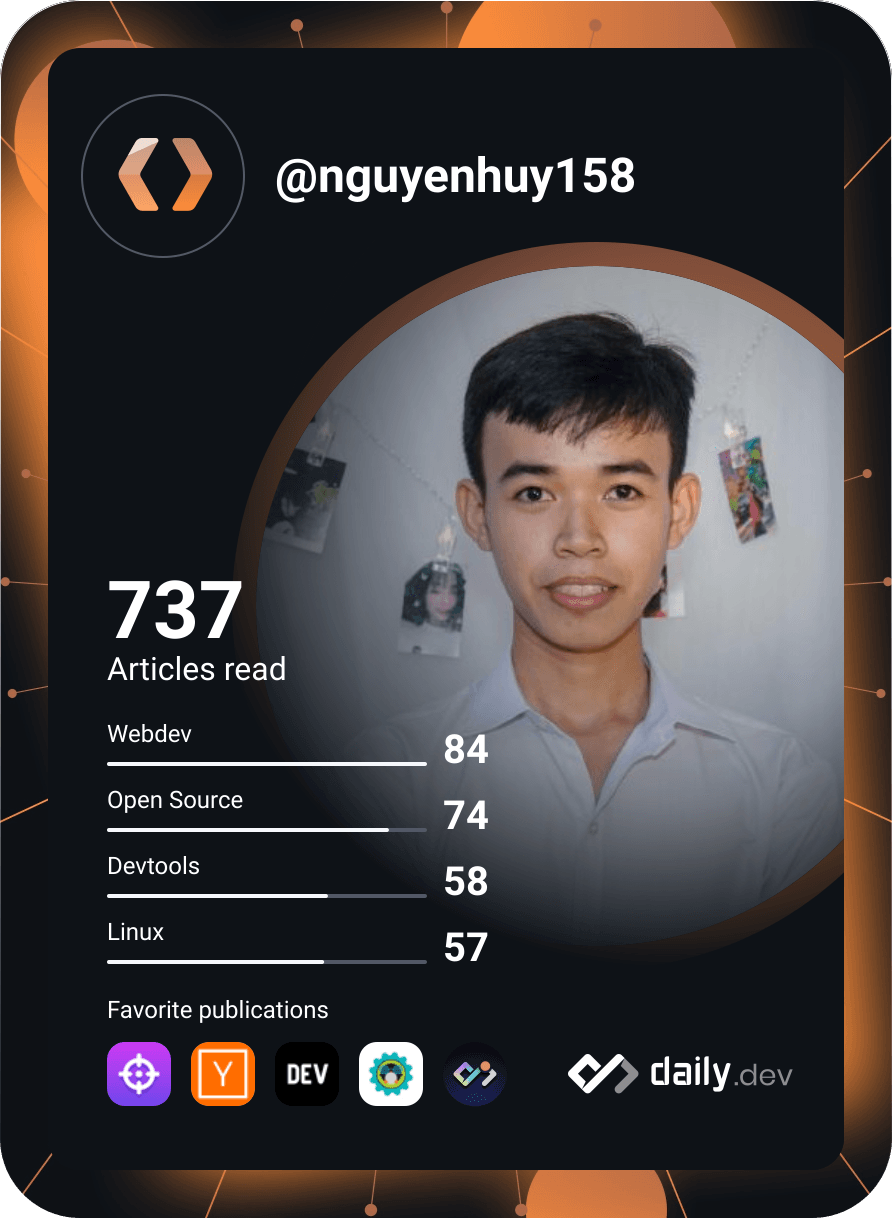 @nguyenhuy158
737
Articles read
Webdev
84
Open Source
74
Devtools
58
Linux
57
Favorite publications
Y
DEV
daily.dev